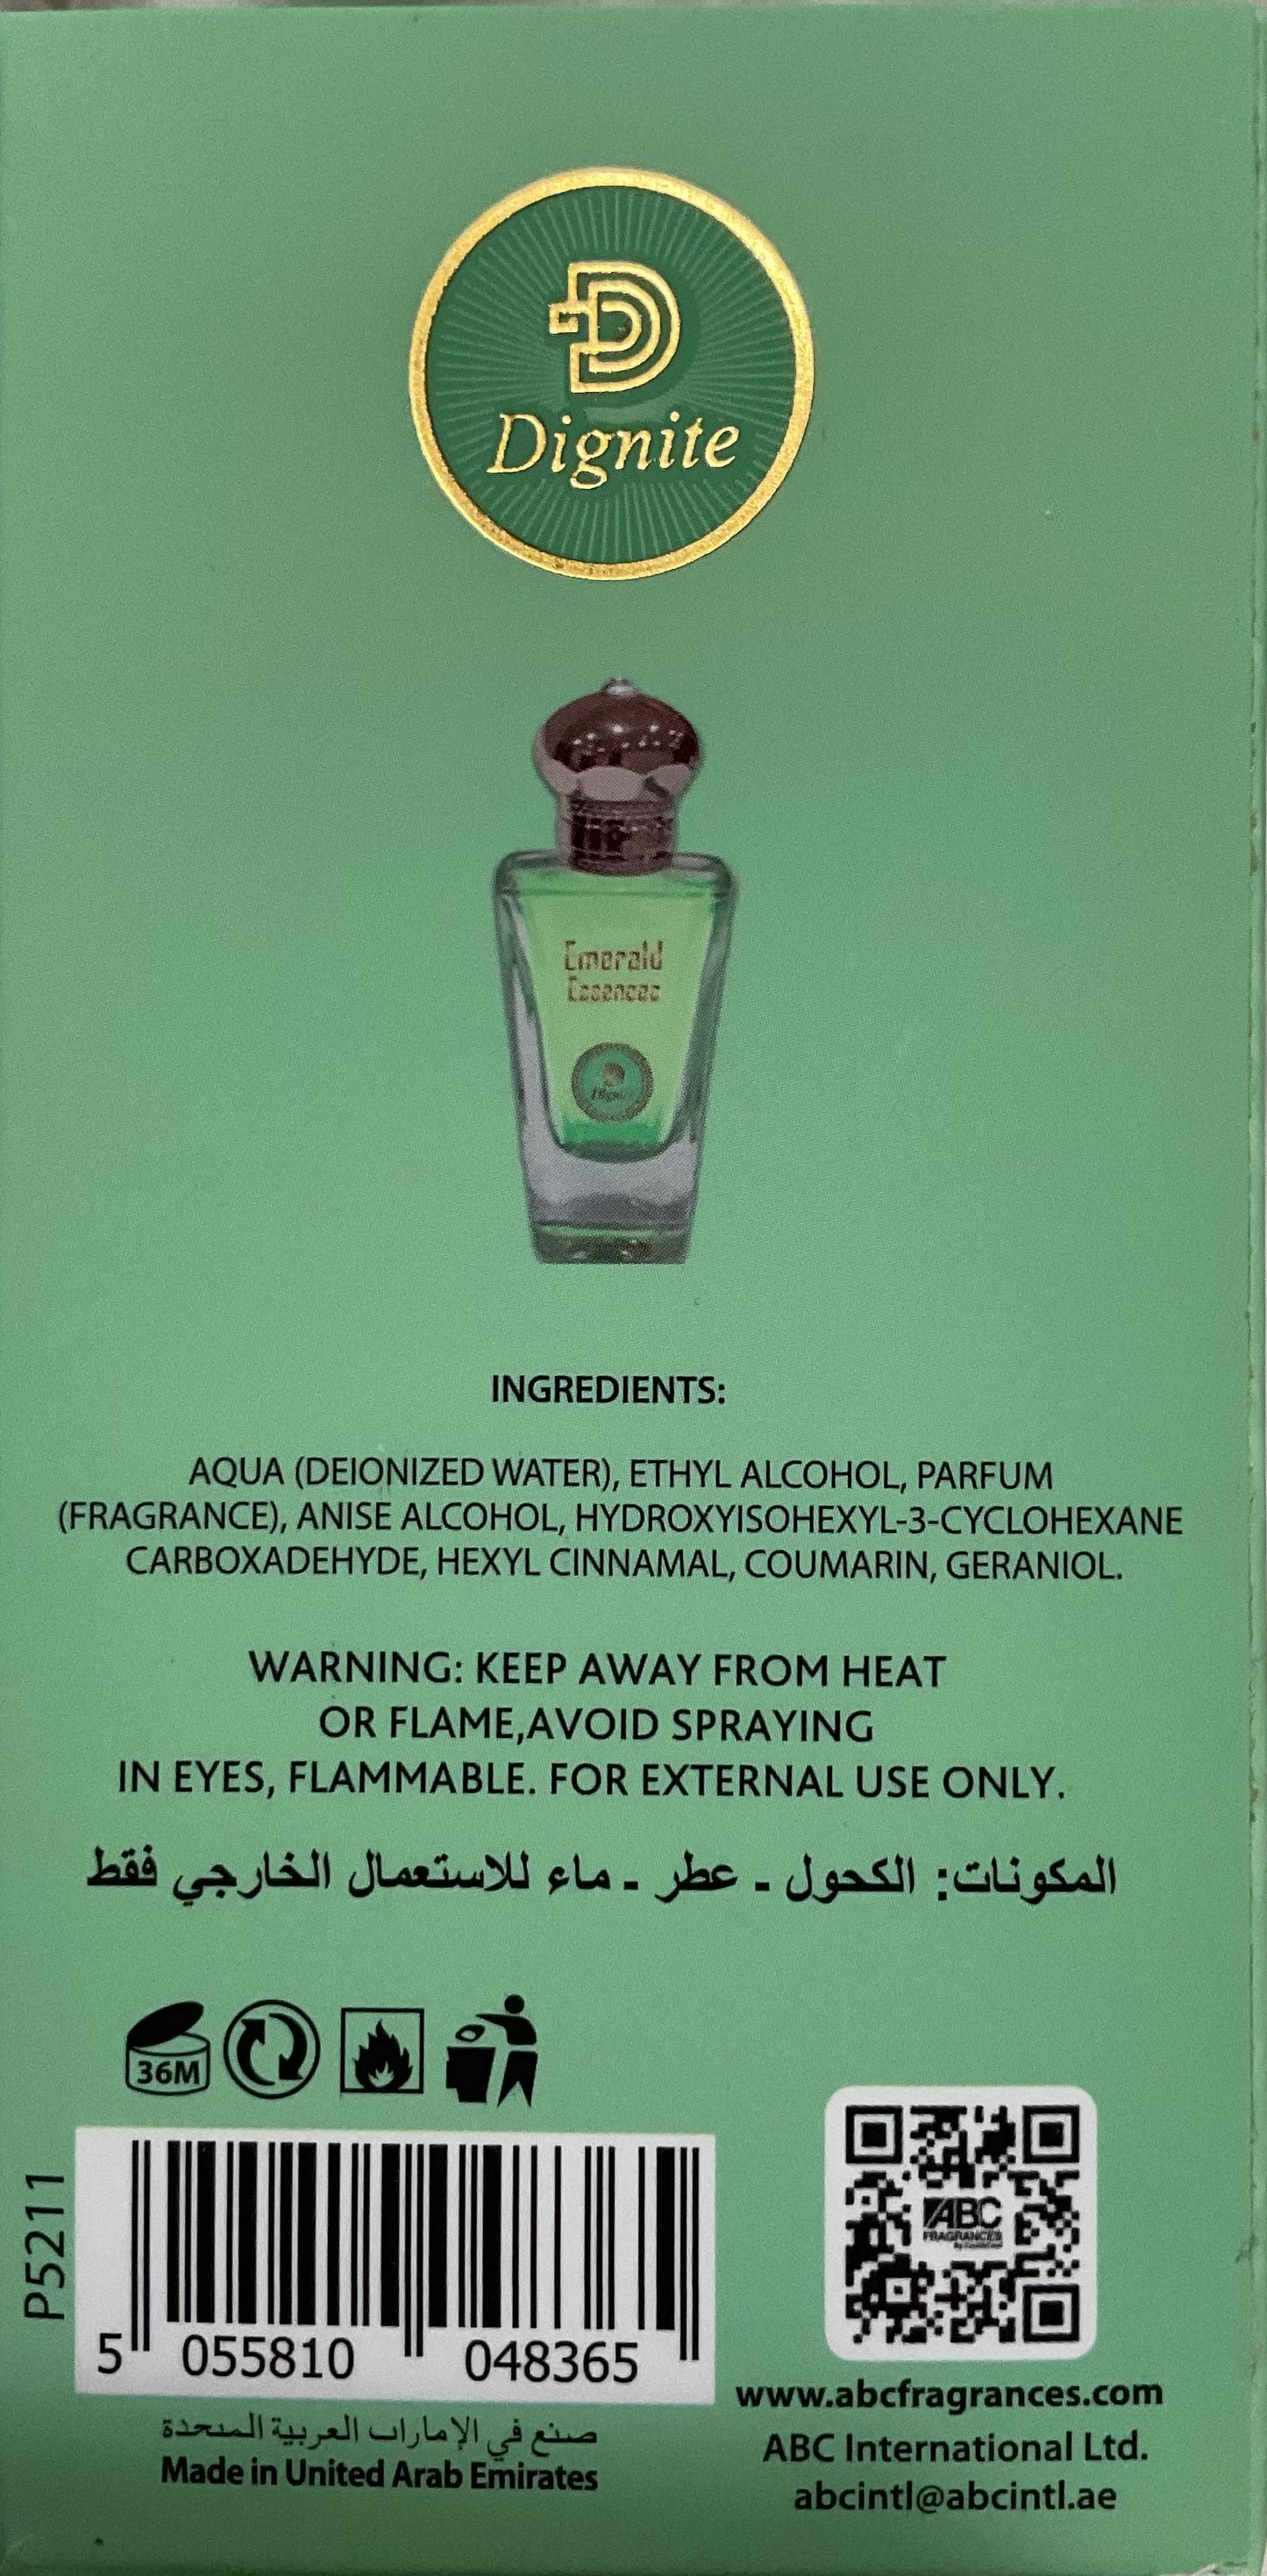 Dignite
Emerald
Essences
INGREDIENTS:
AQUA (DEIONIZED WATER), ETHYL ALCOHOL, PARFUM
(FRAGRANCE), ANISE ALCOHOL, HYDROXYISOHEXYL-3-CYCLOHEXANE
CARBOXADEHYDE, HEXYL CINNAMAL, COUMARIN, GERANIOL.
WARNING: KEEP AWAY FROM HEAT
OR FLAME,AVOID SPRAYING
IN EYES, FLAMMABLE. FOR EXTERNAL USE ONLY.
المكونات: الكحول - عطر - ماء للاستعمال الخارجي فقط
36M
P5211
5 055810 048365
صنع في الإمارات العربية المتحدة
Made in United Arab Emirates
ABC
FRAGRANCES
www.abcfragrances.com
ABC International Ltd.
abcintl@abcintl.ae